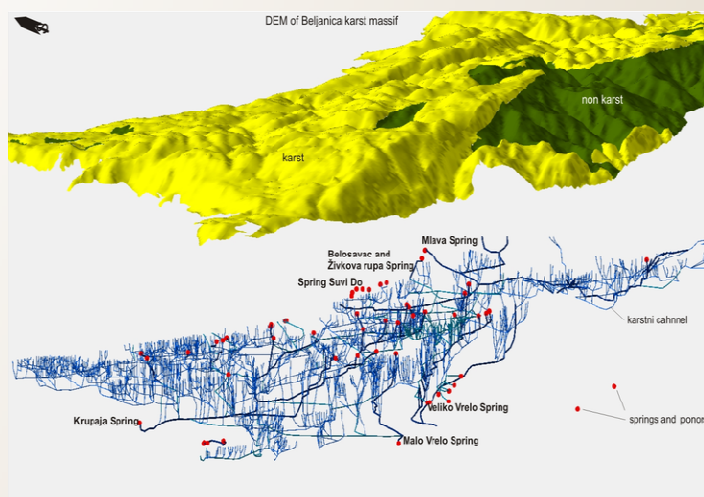 DEM of Beljanica karst massif
non karst
karst
Mlava Spring
Belosavac and
Živkova rupa Spring
Spring Suvi Do
karstni cahnnel
Veliko Vrelo Spring
Krupaja Spring
springs and ponor
Malo Vrelo Spring